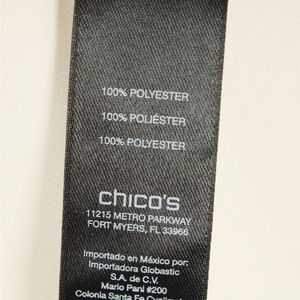 100% POLYESTER
100% POLIÉSTER
100% POLYESTER
chico's
11215 METRO PARKWAY
FORT MYERS, FL 33966
Importado en México por:
Importadora Globastic
S.A. de C.V.
Mario Pani #200
Colonia Santa Fe